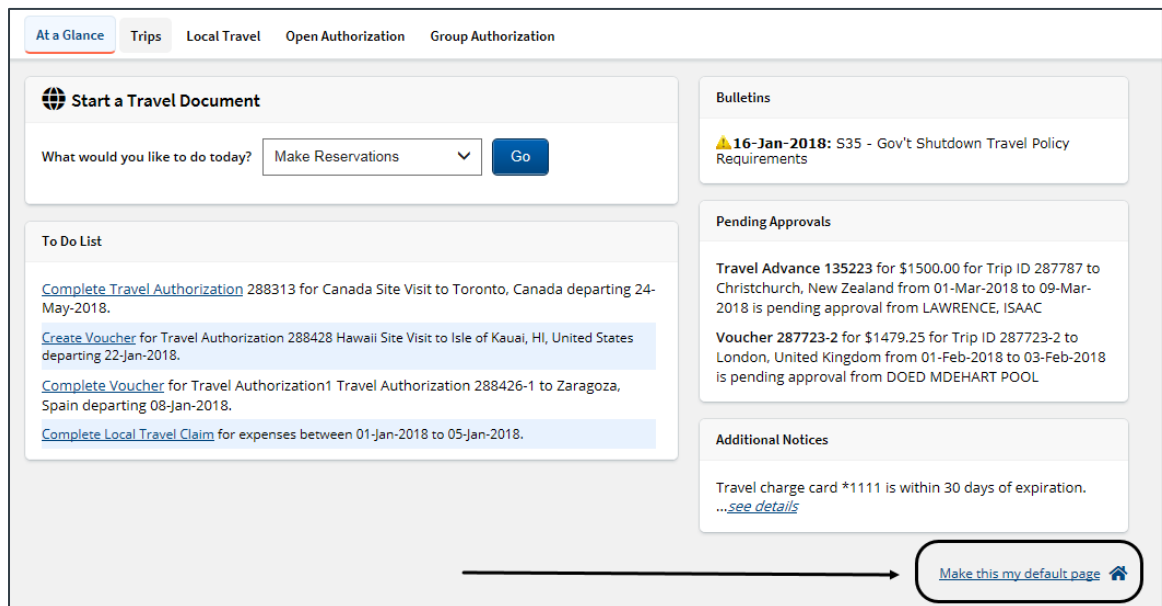 At a Glance Trips Local Travel Open Authorization Group Authorization
Start a Travel Document
What would you like to do today? Make Reservations Go
To Do List
Complete Travel Authorization 288313 for Canada Site Visit to Toronto, Canada departing 24-
May-2018.
Create Voucher for Travel Authorization 288428 Hawaii Site Visit to Isle of Kauai, HI, United States
departing 22-Jan-2018.
Complete Voucher for Travel Authorization1 Travel Authorization 288426-1 to Zaragoza,
Spain departing 08-Jan-2018.
Complete Local Travel Claim for expenses between 01-Jan-2018 to 05-Jan-2018.
Bulletins
16-Jan-2018: S35 - Gov't Shutdown Travel Policy
Requirements
Pending Approvals
Travel Advance 135223 for $1500.00 for Trip ID 287787 to
Christchurch, New Zealand from 01-Mar-2018 to 09-Mar-
2018 is pending approval from LAWRENCE, ISAAC
Voucher 287723-2 for $1479.25 for Trip ID 287723-2 to
London, United Kingdom from 01-Feb-2018 to 03-Feb-2018
is pending approval from DOED MDEHART POOL
Additional Notices
Travel charge card *1111 is within 30 days of expiration.
...see details
Make this my default page